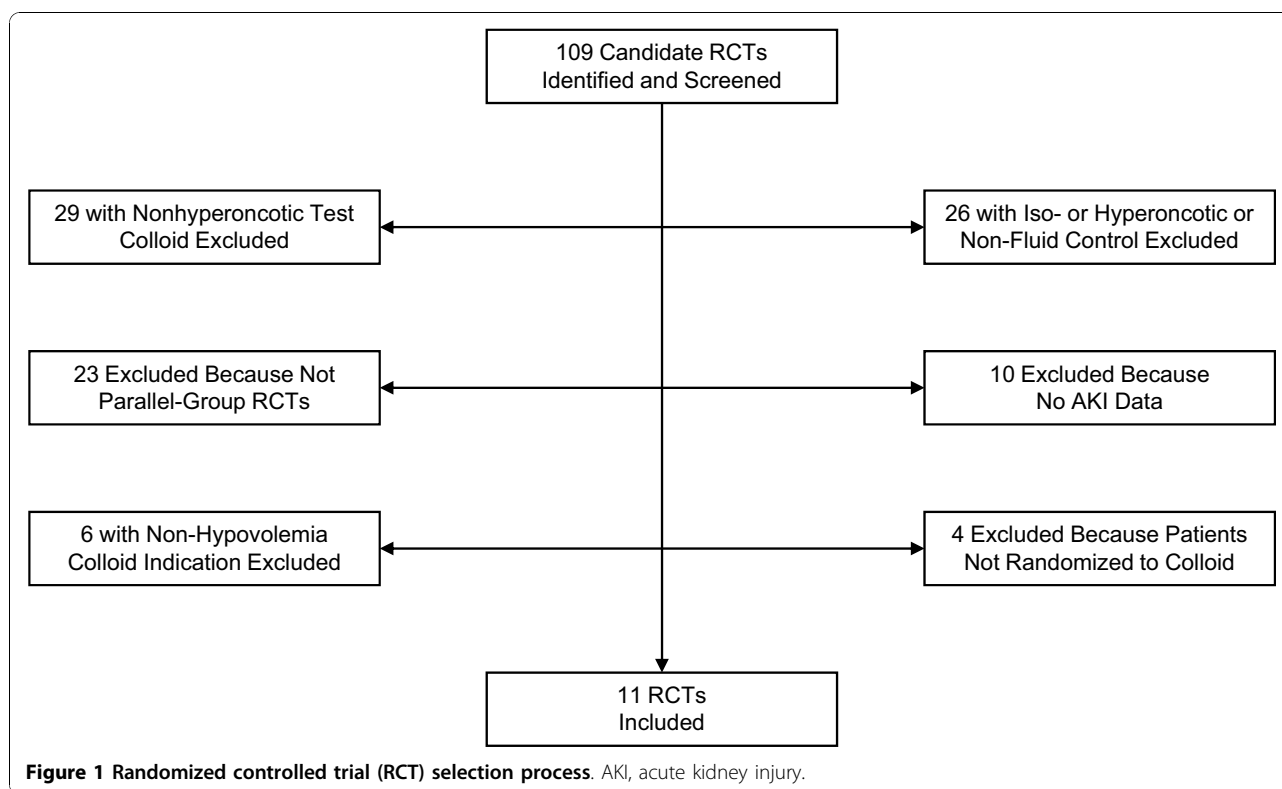 109 Candidate RCTs
Identified and Screened
29 with Nonhyperoncotic Test
Colloid Excluded
26 with Iso- or Hyperoncotic or
Non-Fluid Control Excluded
23 Excluded Because Not
Parallel-Group RCTs
10 Excluded Because
No AKI Data
6 with Non-Hypovolemia
Colloid Indication Excluded
4 Excluded Because Patients
Not Randomized to Colloid
11 RCTs
Included
Figure 1 Randomized controlled trial (RCT) selection process. AKI, acute kidney injury.